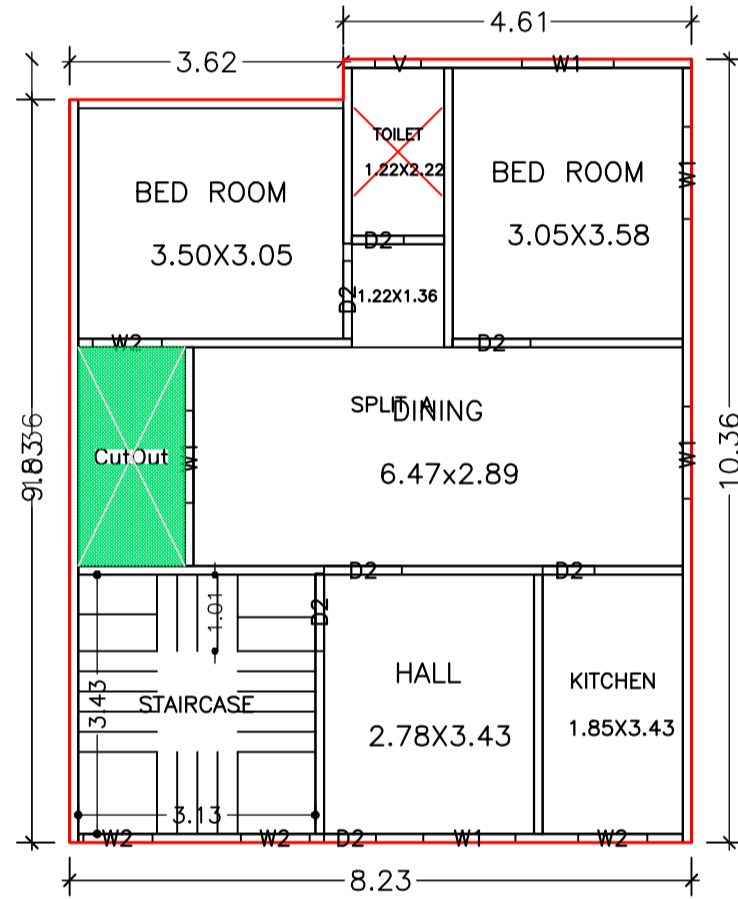 4.61
3.62
V
W1
TOILET
1.22X2.22
BED ROOM
3.50X3.05
BED ROOM
3.05X3.58
W1
D2
D2
1.22X1.36
W2
D2
SPLIT A
DINING
6.47x2.89
CutOut
W1
W1
9.83
10.36
D2
D2
D2
1.01
3.43
STAIRCASE
HALL
2.78X3.43
KITCHEN
1.85X3.43
3.13
W2
W2
D2
W1
W2
8.23